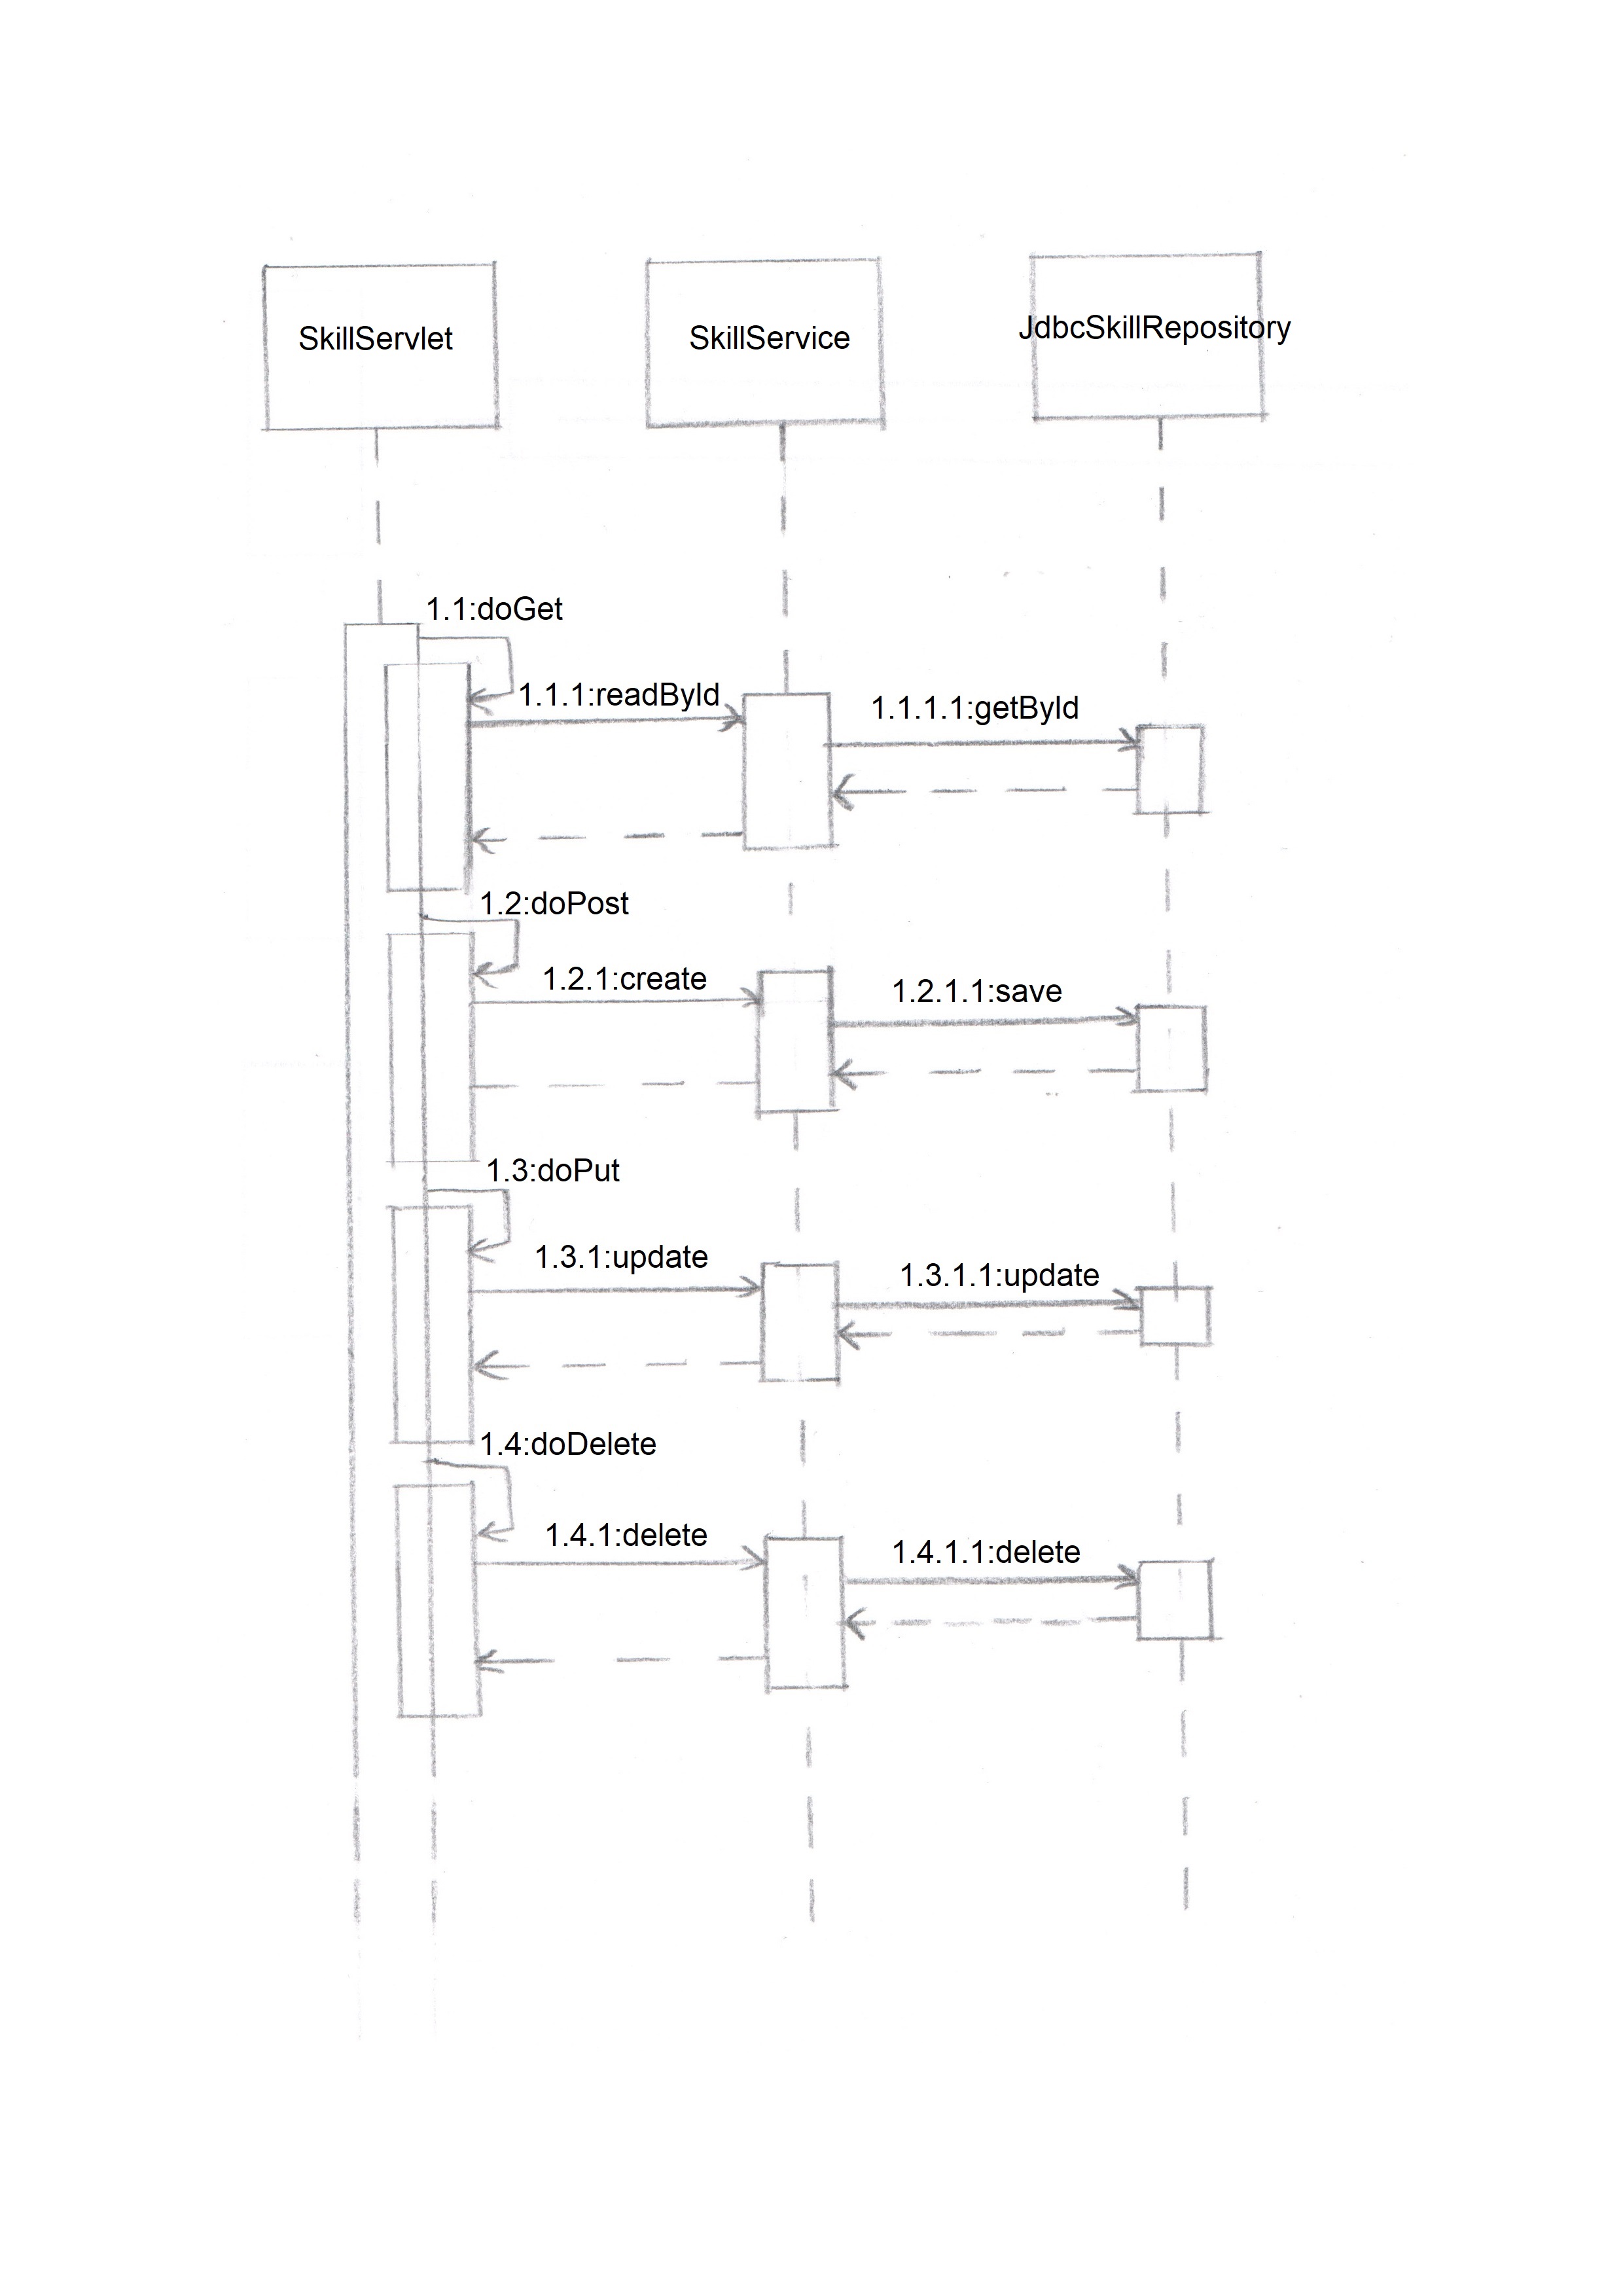 SkillServlet
SkillService
JdbcSkillRepository
1.1:doGet
1.1.1:readById
1.1.1.1:getById
1.2:doPost
1.2.1:create
1.2.1.1:save
1.3:doPut
1.3.1:update
1.3.1.1:update
1.4:doDelete
1.4.1:delete
1.4.1.1:delete